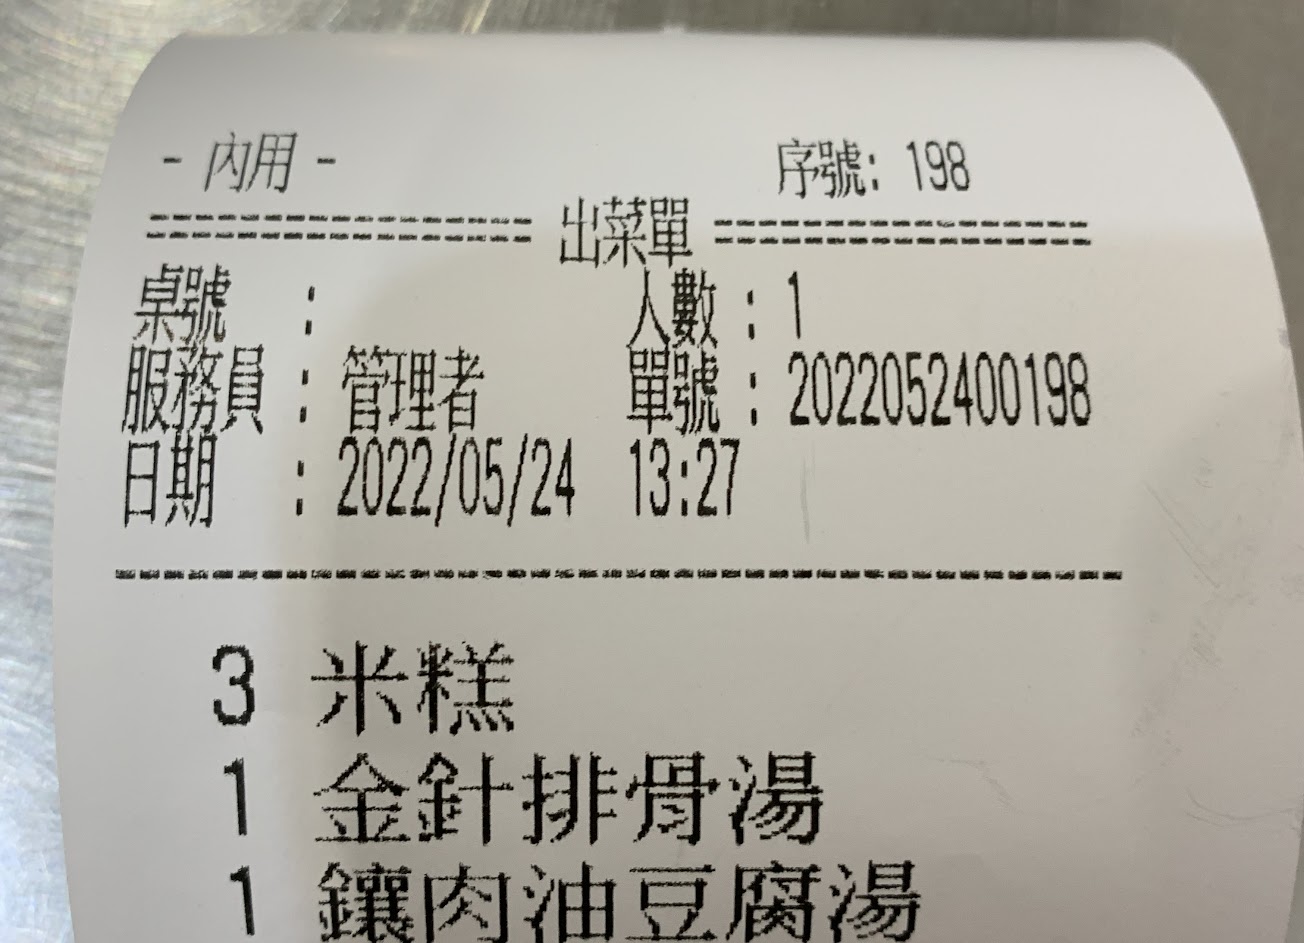 - 內用 - 序號: 198
========== 出菜單 ==========
桌號 : 人數 : 1
服務員 : 管理者 單號 : 2022052400198
日期 : 2022/05/24 13:27
------------------------------------------
3 米糕
1 金針排骨湯
1 鑲肉油豆腐湯